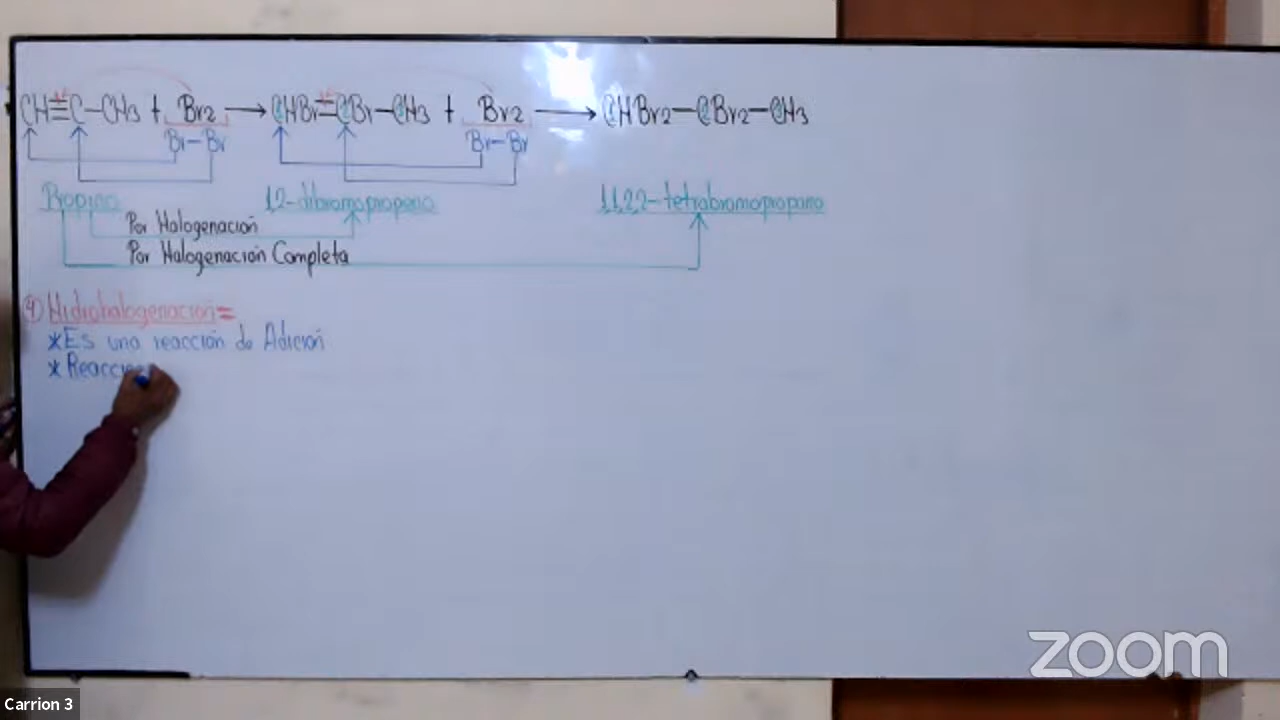 CH≡C-CH3 + Br2 → CHBr=CBr-CH3 + Br2 → CHBr2-CBr2-CH3
Br-Br Br-Br
Propino 1,2-dibromopropeno 1,1,2,2-tetrabromopropano
Por Halogenación
Por Halogenación Completa
4) Hidrohalogenación=
*Es una reacción de Adición
*Reaccio
zoom
Carrion 3